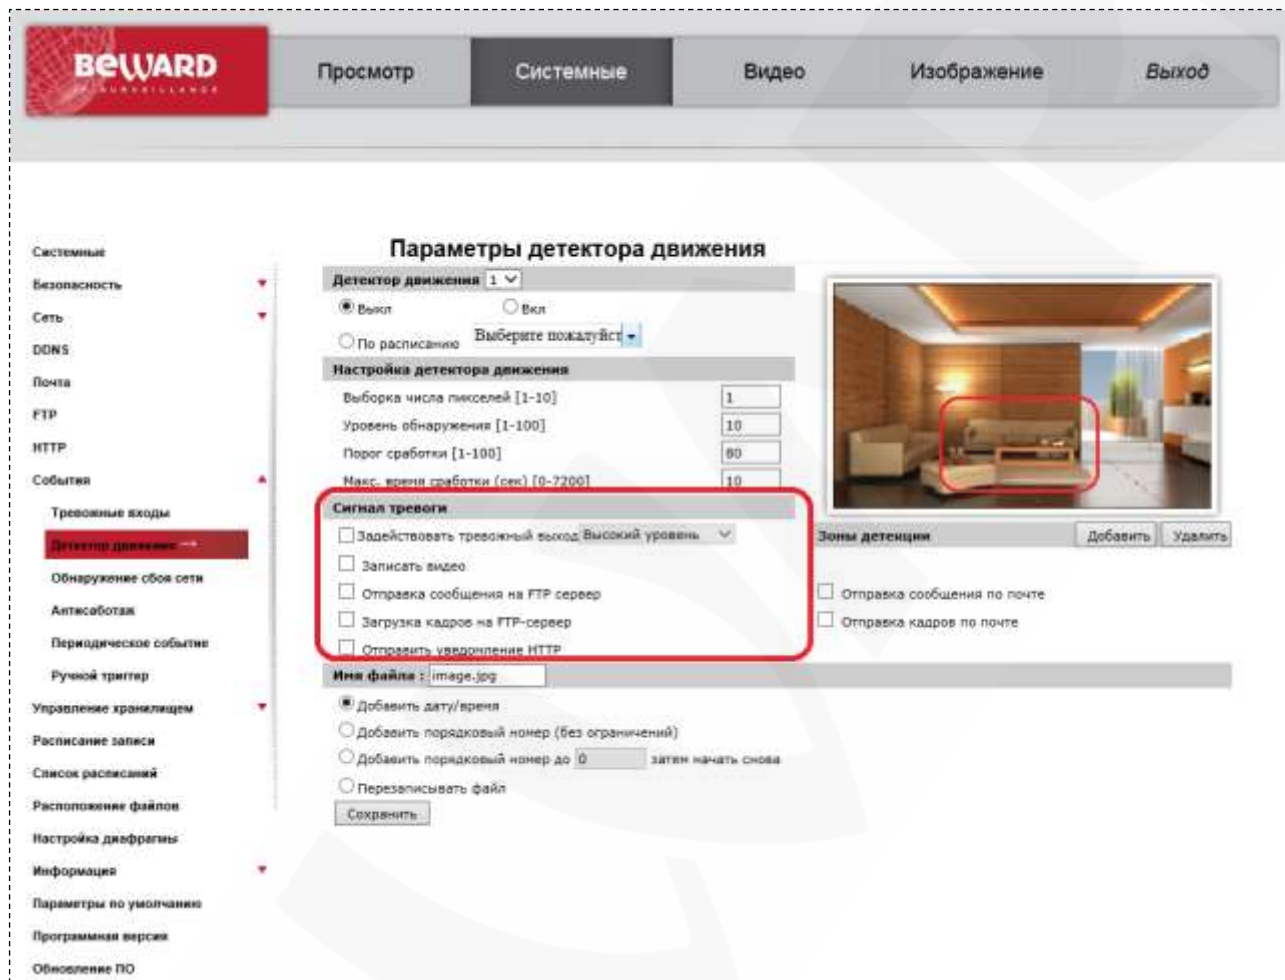 BEWARD
IP SURVEILLANCE
Просмотр
Системные
Видео
Изображение
Выход
Системные
Безопасность
Сеть
DDNS
Почта
FTP
HTTP
События
Тревожные входы
Детектор движение →
Обнаружение сбоя сети
Антисаботаж
Периодическое событие
Ручной триггер
Управление хранилищем
Расписание записи
Список расписаний
Расположение файлов
Настройка диафрагмы
Информация
Параметры по умолчанию
Программная версия
Обновление ПО
Параметры детектора движения
Детектор движения 1
Выкл Вкл
По расписанию Выберите пожалуйст
Настройка детектора движения
Выборка числа пикселей [1-10] 1
Уровень обнаружения [1-100] 10
Порог сработки [1-100] 80
Макс. время сработки (сек) [0-7200] 10
Сигнал тревоги
Задействовать тревожный выход Высокий уровень
Записать видео
Отправка сообщения на FTP сервер
Загрузка кадров на FTP-сервер
Отправить уведомление HTTP
Зоны детекции Добавить Удалить
Отправка сообщения по почте
Отправка кадров по почте
Имя файла : image.jpg
Добавить дату/время
Добавить порядковый номер (без ограничений)
Добавить порядковый номер до 0 затем начать снова
Перезаписывать файл
Сохранить